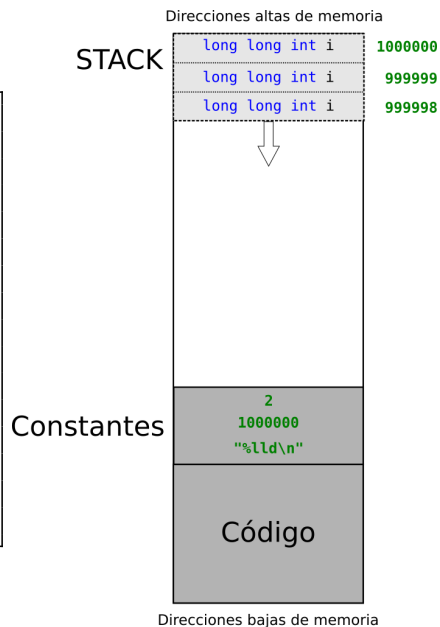 Direcciones altas de memoria
STACK
long long int i 1000000
long long int i 999999
long long int i 999998
Constantes
2
1000000
"%lld\n"
Código
Direcciones bajas de memoria